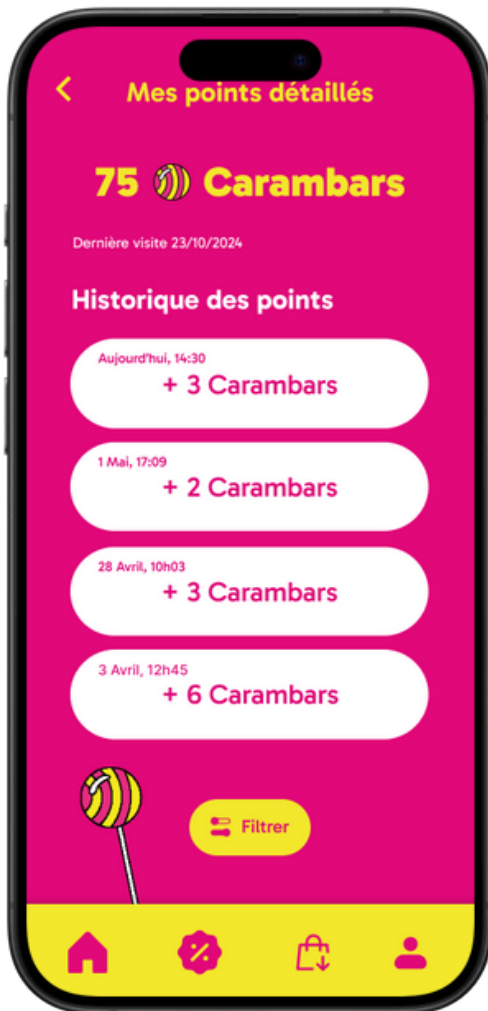 Mes points détaillés
75 Carambars
Dernière visite 23/10/2024
Historique des points
Aujourd'hui, 14:30
+ 3 Carambars
1 Mai, 17:09
+ 2 Carambars
28 Avril, 10h03
+ 3 Carambars
3 Avril, 12h45
+ 6 Carambars
Filtrer